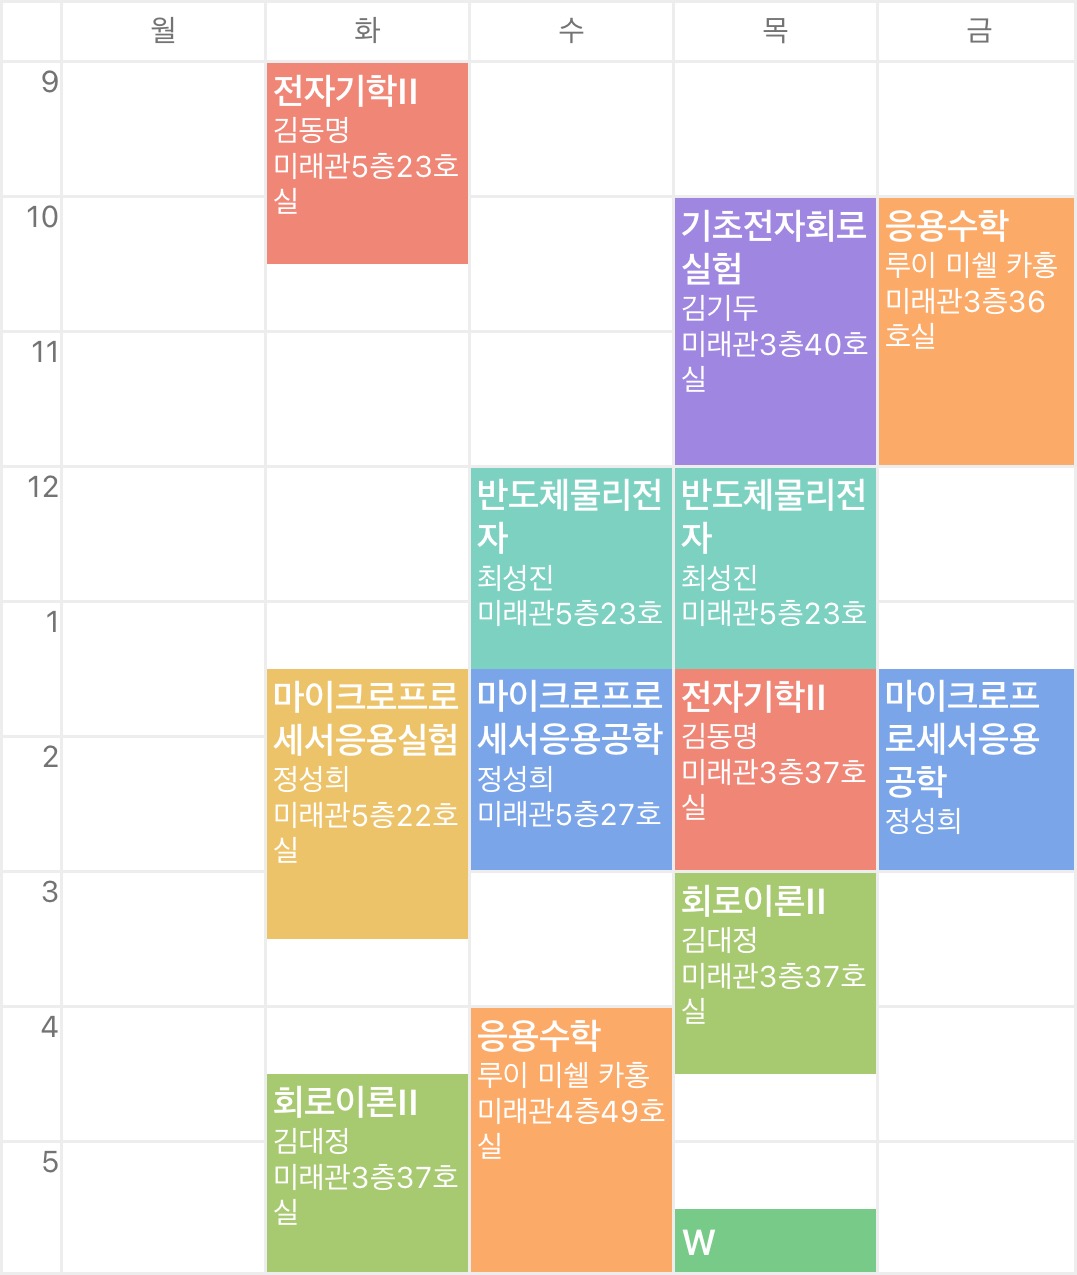 월 화 수 목 금
9
전자기학II
김동명
미래관5층23호
실
10
기초전자회로
실험
김기두
미래관3층40호
실
응용수학
루이 미쉘 카홍
미래관3층36
호실
11
12
반도체물리전
자
최성진
미래관5층23호
반도체물리전
자
최성진
미래관5층23호
1
마이크로프로
세서응용실험
정성희
미래관5층22호
실
마이크로프로
세서응용공학
정성희
미래관5층27호
전자기학II
김동명
미래관3층37호
실
마이크로프
로세서응용
공학
정성희
2
3
회로이론II
김대정
미래관3층37호
실
4
응용수학
루이 미쉘 카홍
미래관4층49호
실
회로이론II
김대정
미래관3층37호
실
5
W